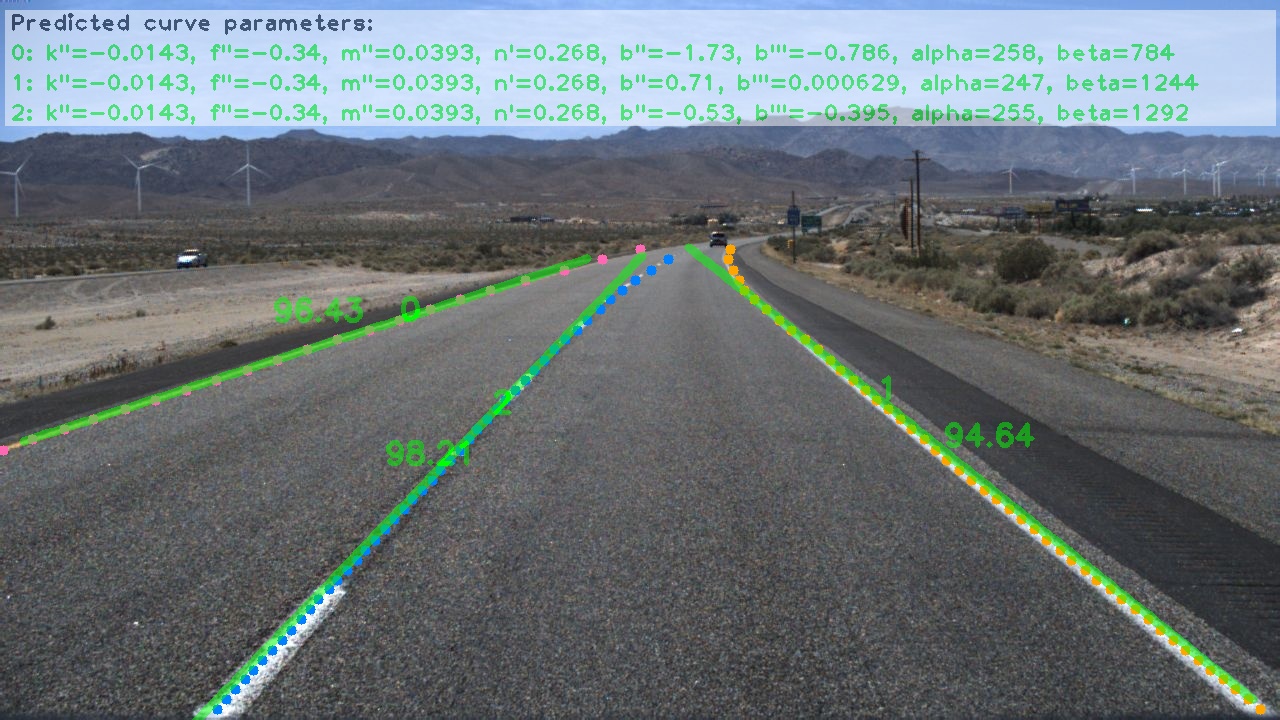 Predicted curve parameters:
0: k''=-0.0143, f''=-0.34, m''=0.0393, n'=0.268, b''=-1.73, b'''=-0.786, alpha=258, beta=784
1: k''=-0.0143, f''=-0.34, m''=0.0393, n'=0.268, b''=0.71, b'''=0.000629, alpha=247, beta=1244
2: k''=-0.0143, f''=-0.34, m''=0.0393, n'=0.268, b''=-0.53, b'''=-0.395, alpha=255, beta=1292
96.43 0
2 1
98.21 94.64